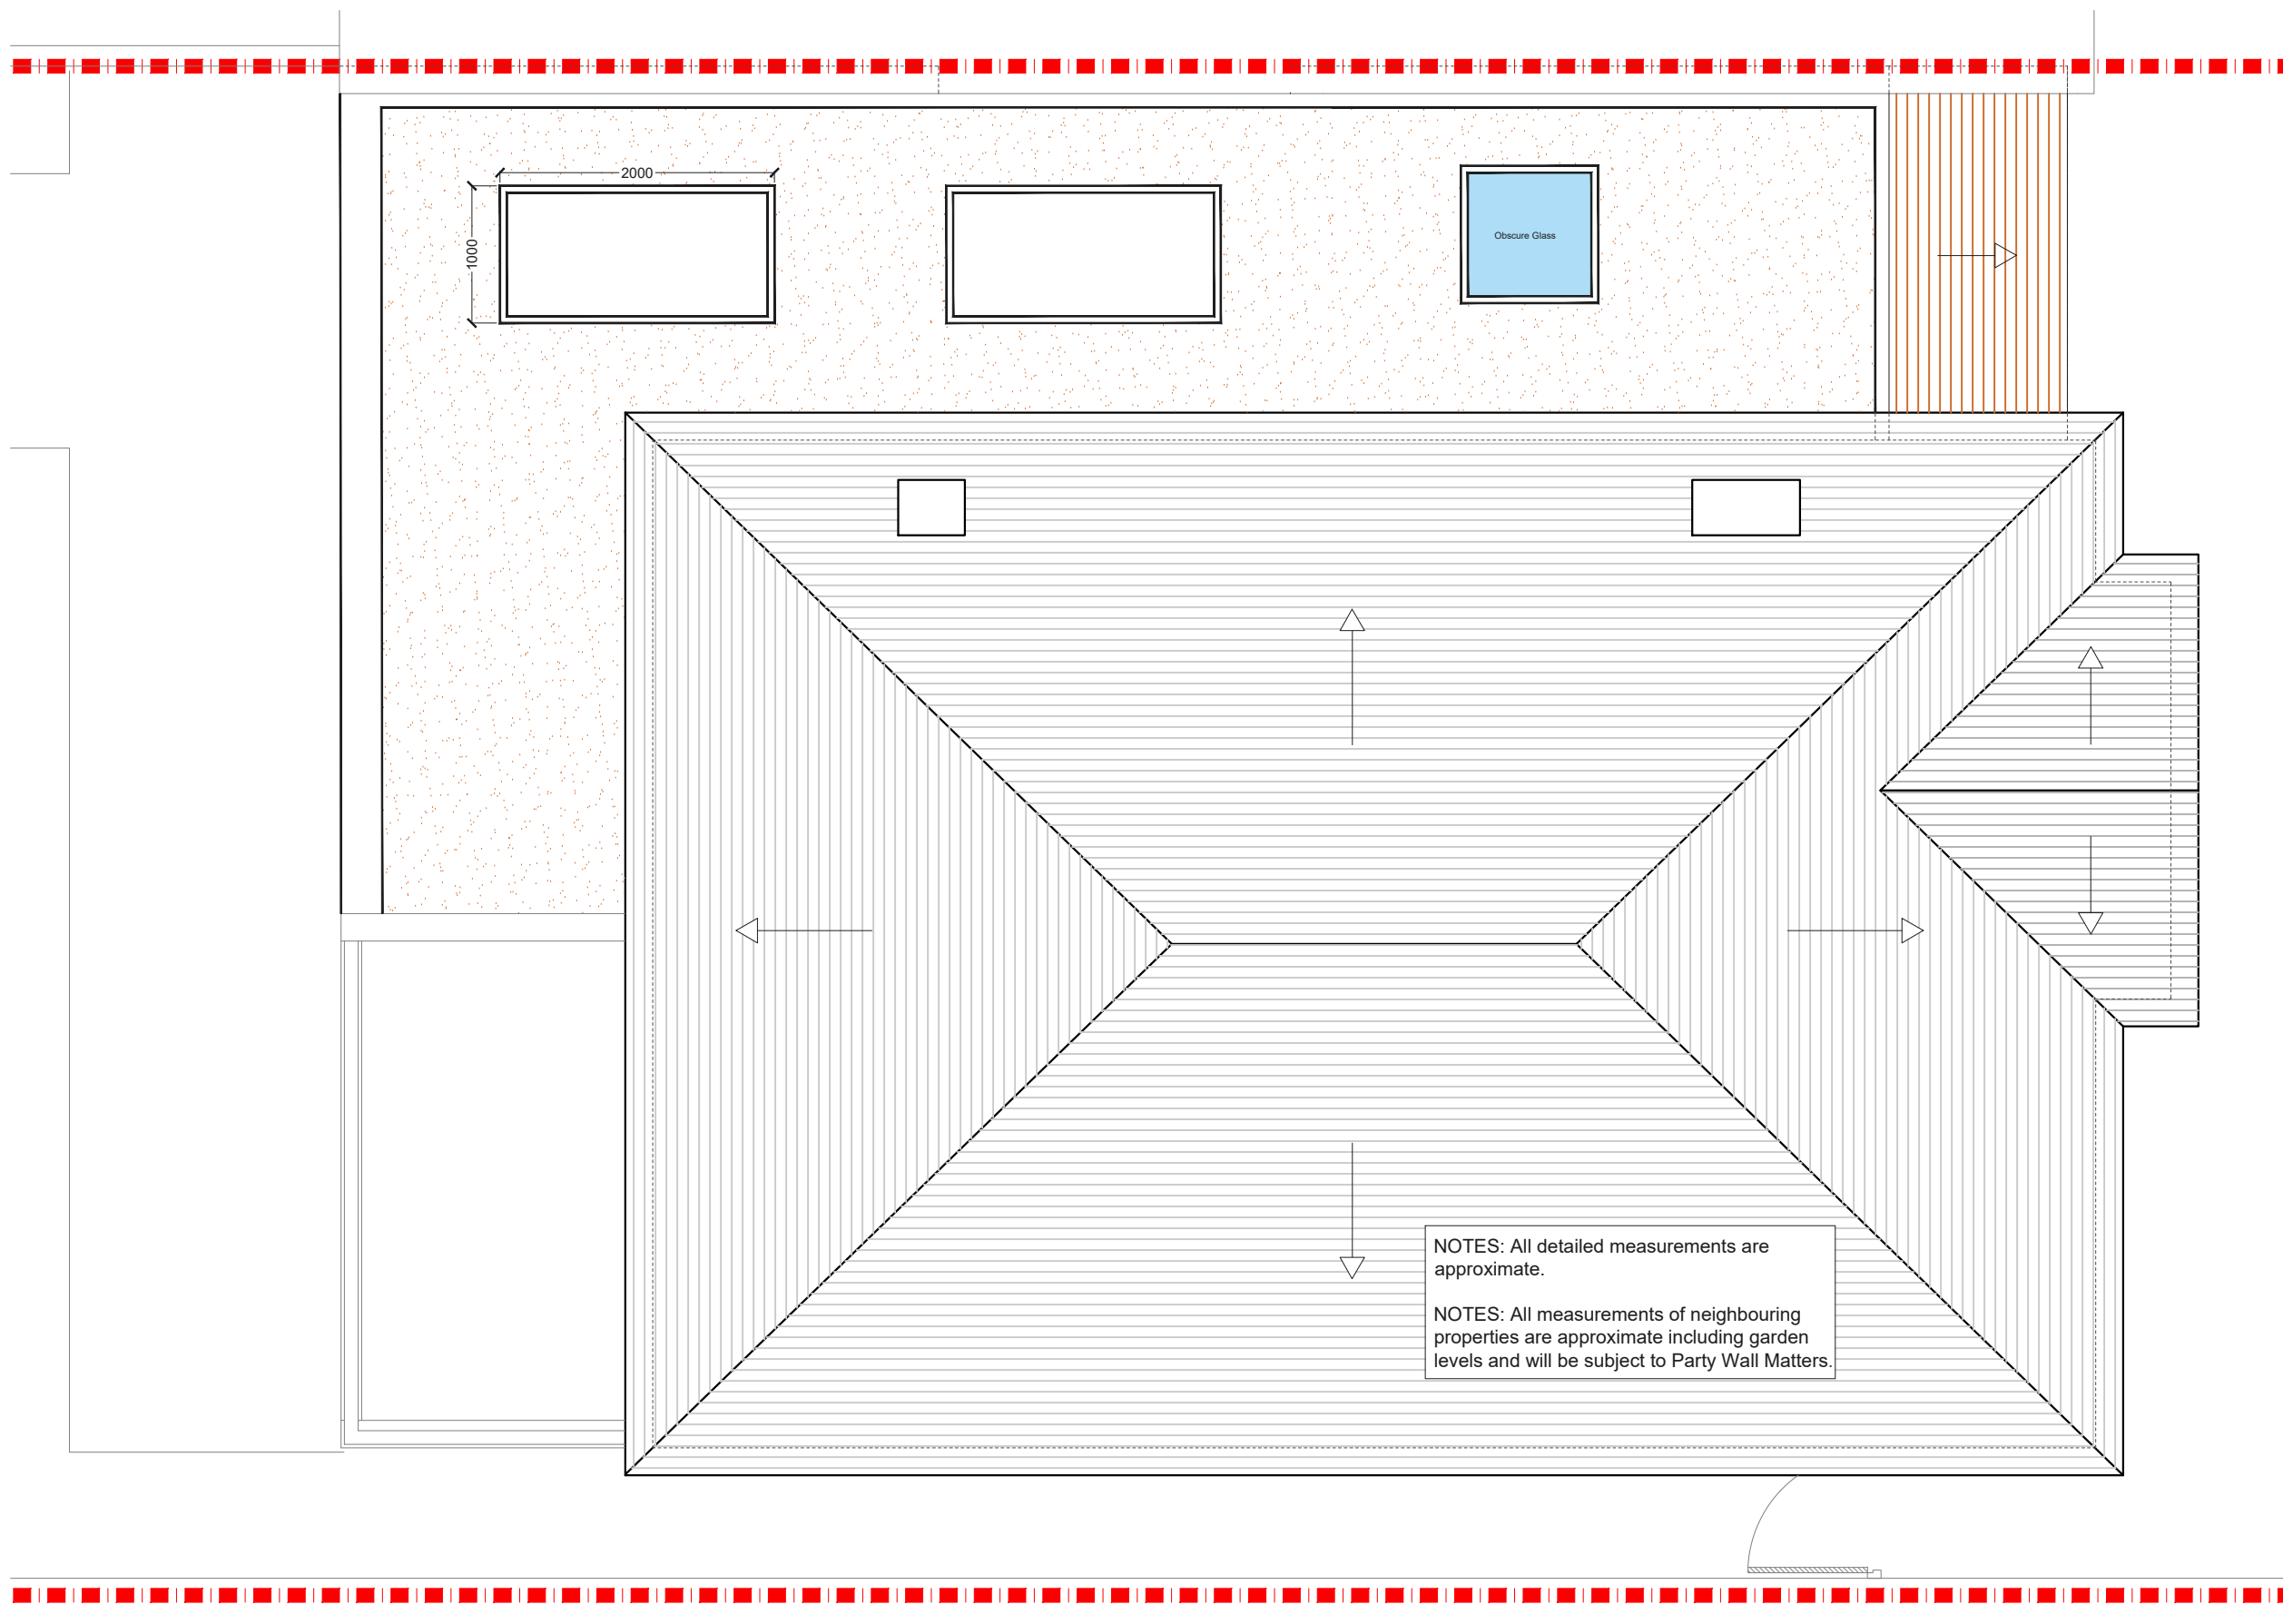 2000
1000
Obscure Glass
NOTES: All detailed measurements are
approximate.
NOTES: All measurements of neighbouring
properties are approximate including garden
levels and will be subject to Party Wall Matters.